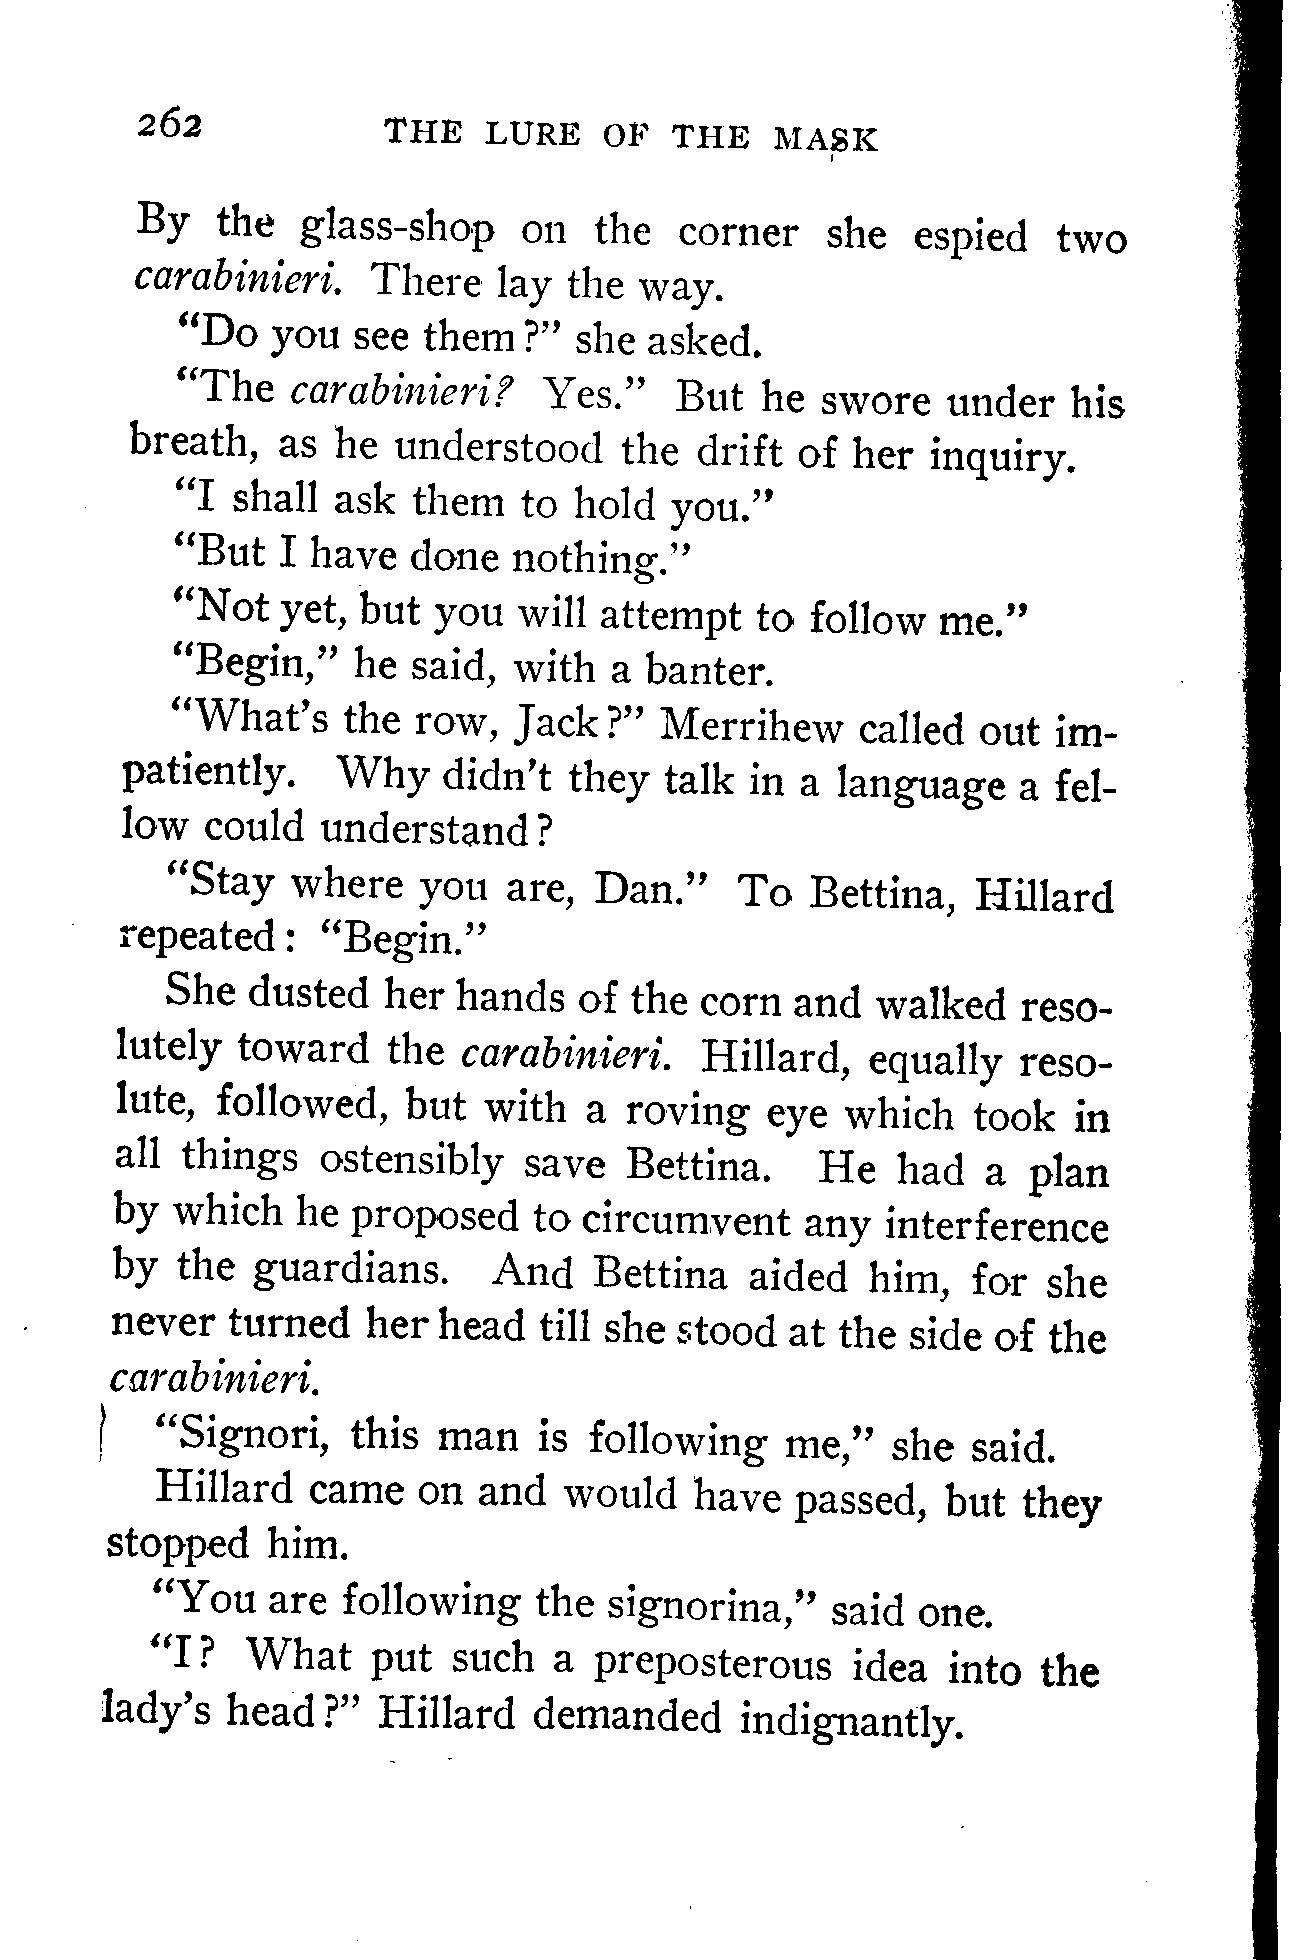 262 THE LURE OF THE MASK
By the glass-shop on the corner she espied two
carabinieri. There lay the way.
“Do you see them?” she asked.
“The carabinieri? Yes.” But he swore under his
breath, as he understood the drift of her inquiry.
“I shall ask them to hold you.”
“But I have done nothing.”
“Not yet, but you will attempt to follow me.”
“Begin,” he said, with a banter.
“What’s the row, Jack?” Merrihew called out im-
patiently. Why didn’t they talk in a language a fel-
low could understand?
“Stay where you are, Dan.” To Bettina, Hillard
repeated: “Begin.”
She dusted her hands of the corn and walked reso-
lutely toward the carabinieri. Hillard, equally reso-
lute, followed, but with a roving eye which took in
all things ostensibly save Bettina. He had a plan
by which he proposed to circumvent any interference
by the guardians. And Bettina aided him, for she
never turned her head till she stood at the side of the
carabinieri.
“Signori, this man is following me,” she said.
Hillard came on and would have passed, but they
stopped him.
“You are following the signorina,” said one.
“I? What put such a preposterous idea into the
lady’s head?” Hillard demanded indignantly.